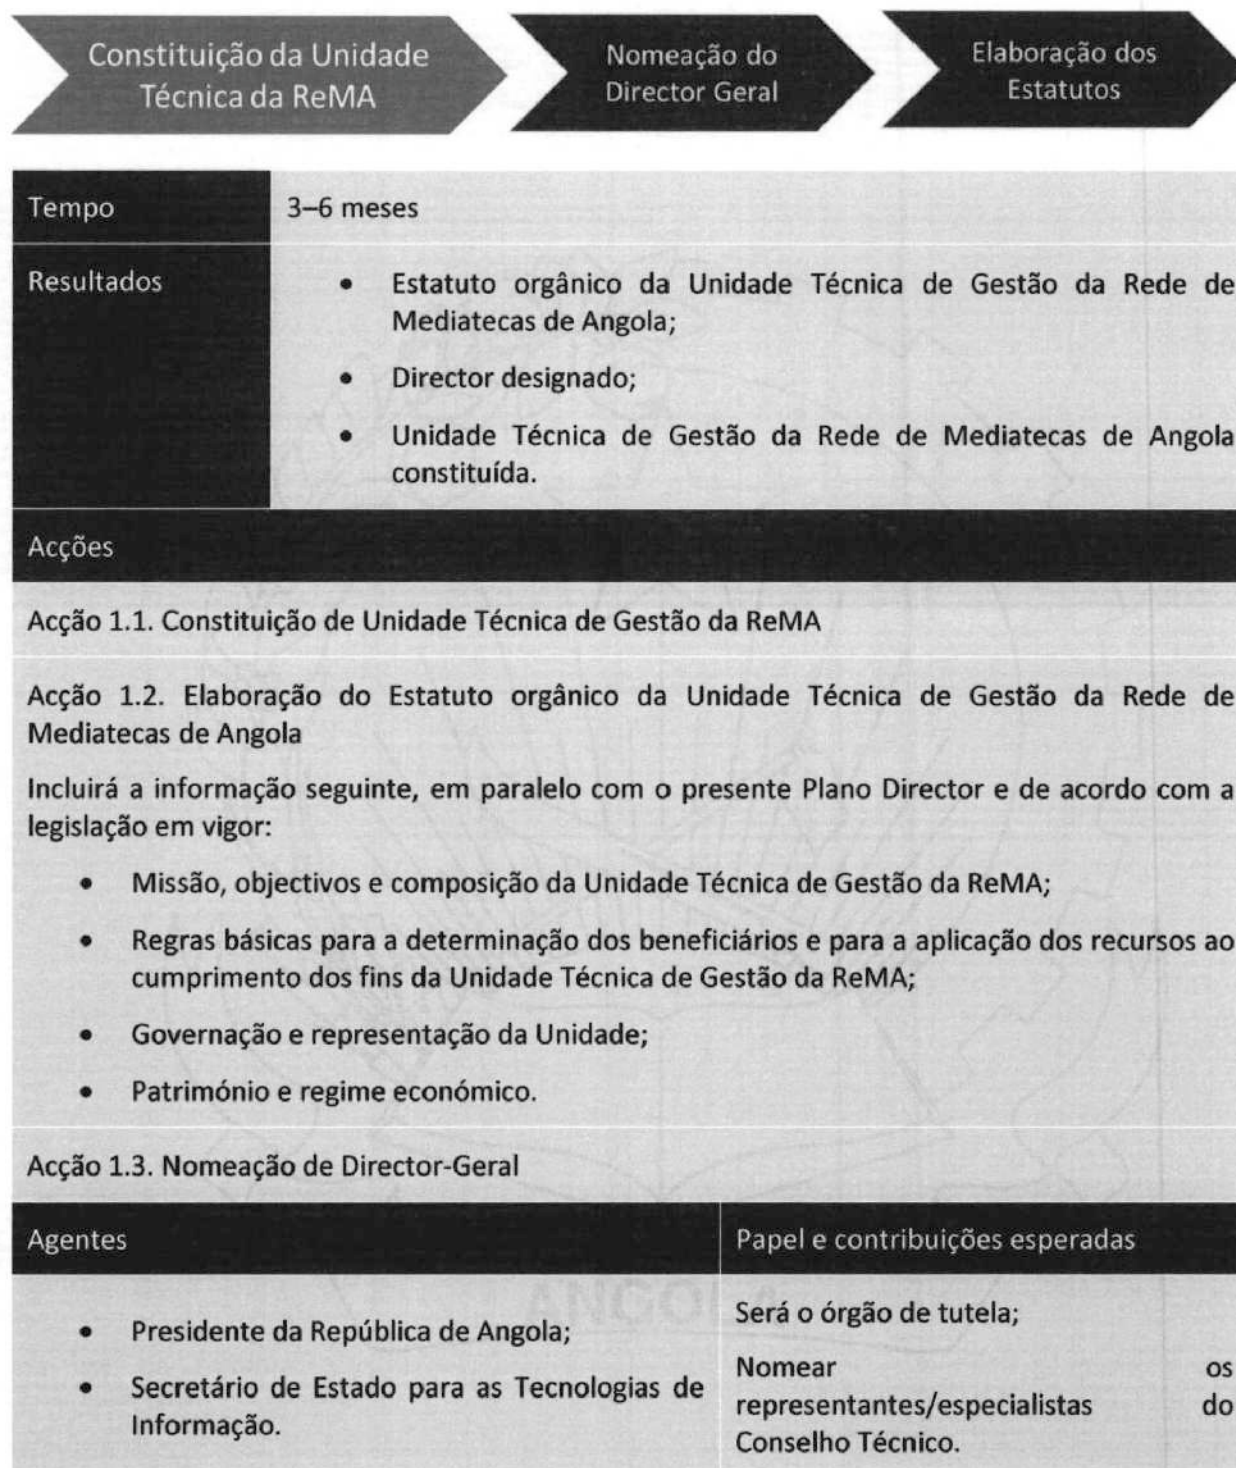 Constituição da Unidade
Técnica da ReMA
Nomeação do
Director Geral
Elaboração dos
Estatutos
Tempo
3–6 meses
Resultados
• Estatuto orgânico da Unidade Técnica de Gestão da Rede de
Mediatecas de Angola;
• Director designado;
• Unidade Técnica de Gestão da Rede de Mediatecas de Angola
constituída.
Acções
Acção 1.1. Constituição de Unidade Técnica de Gestão da ReMA
Acção 1.2. Elaboração do Estatuto orgânico da Unidade Técnica de Gestão da Rede de
Mediatecas de Angola
Incluirá a informação seguinte, em paralelo com o presente Plano Director e de acordo com a
legislação em vigor:
• Missão, objectivos e composição da Unidade Técnica de Gestão da ReMA;
• Regras básicas para a determinação dos beneficiários e para a aplicação dos recursos ao
cumprimento dos fins da Unidade Técnica de Gestão da ReMA;
• Governação e representação da Unidade;
• Património e regime económico.
Acção 1.3. Nomeação de Director-Geral
Agentes
Papel e contribuições esperadas
• Presidente da República de Angola;
• Secretário de Estado para as Tecnologias de
Informação.
Será o órgão de tutela;
Nomear os
representantes/especialistas do
Conselho Técnico.
ANGOLA